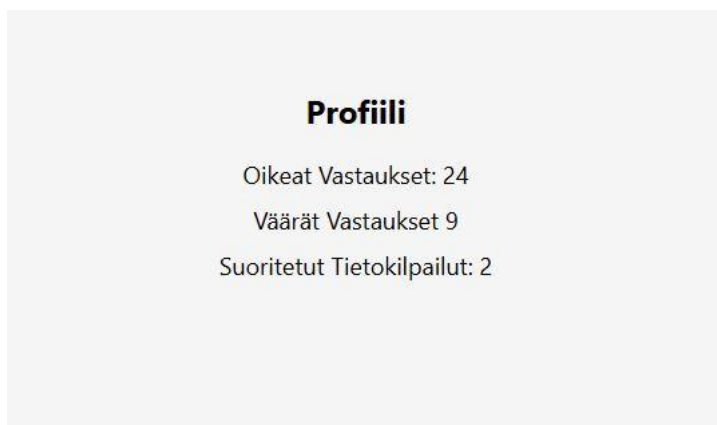 Profiili
Oikeat Vastaukset: 24
Väärät Vastaukset 9
Suoritetut Tietokilpailut: 2